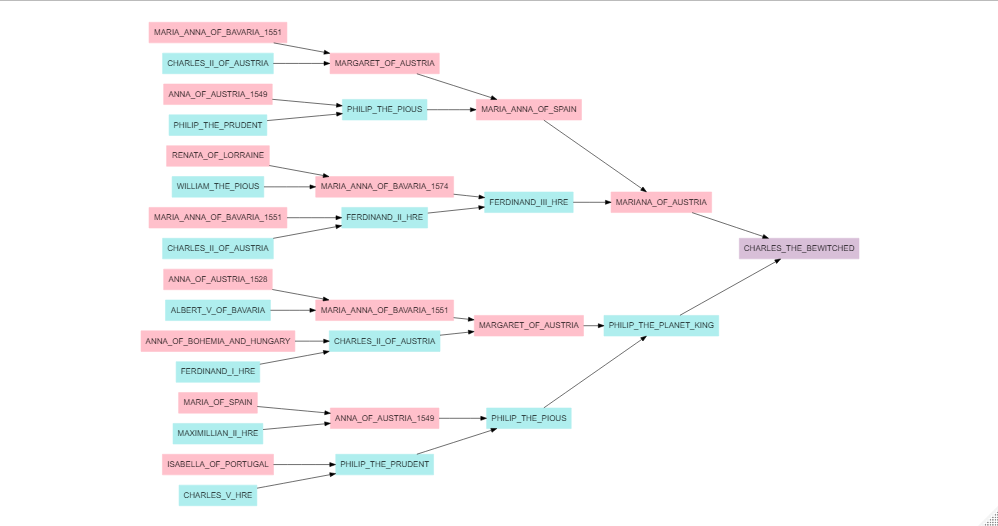 MARIA_ANNA_OF_BAVARIA_1551
CHARLES_II_OF_AUSTRIA
MARGARET_OF_AUSTRIA
ANNA_OF_AUSTRIA_1549
PHILIP_THE_PIOUS
MARIA_ANNA_OF_SPAIN
PHILIP_THE_PRUDENT
RENATA_OF_LORRAINE
WILLIAM_THE_PIOUS
MARIA_ANNA_OF_BAVARIA_1574
FERDINAND_III_HRE
MARIANA_OF_AUSTRIA
MARIA_ANNA_OF_BAVARIA_1551
FERDINAND_II_HRE
CHARLES_II_OF_AUSTRIA
CHARLES_THE_BEWITCHED
ANNA_OF_AUSTRIA_1528
ALBERT_V_OF_BAVARIA
MARIA_ANNA_OF_BAVARIA_1551
MARGARET_OF_AUSTRIA
PHILIP_THE_PLANET_KING
ANNA_OF_BOHEMIA_AND_HUNGARY
CHARLES_II_OF_AUSTRIA
FERDINAND_I_HRE
MARIA_OF_SPAIN
ANNA_OF_AUSTRIA_1549
PHILIP_THE_PIOUS
MAXIMILLIAN_II_HRE
ISABELLA_OF_PORTUGAL
PHILIP_THE_PRUDENT
CHARLES_V_HRE